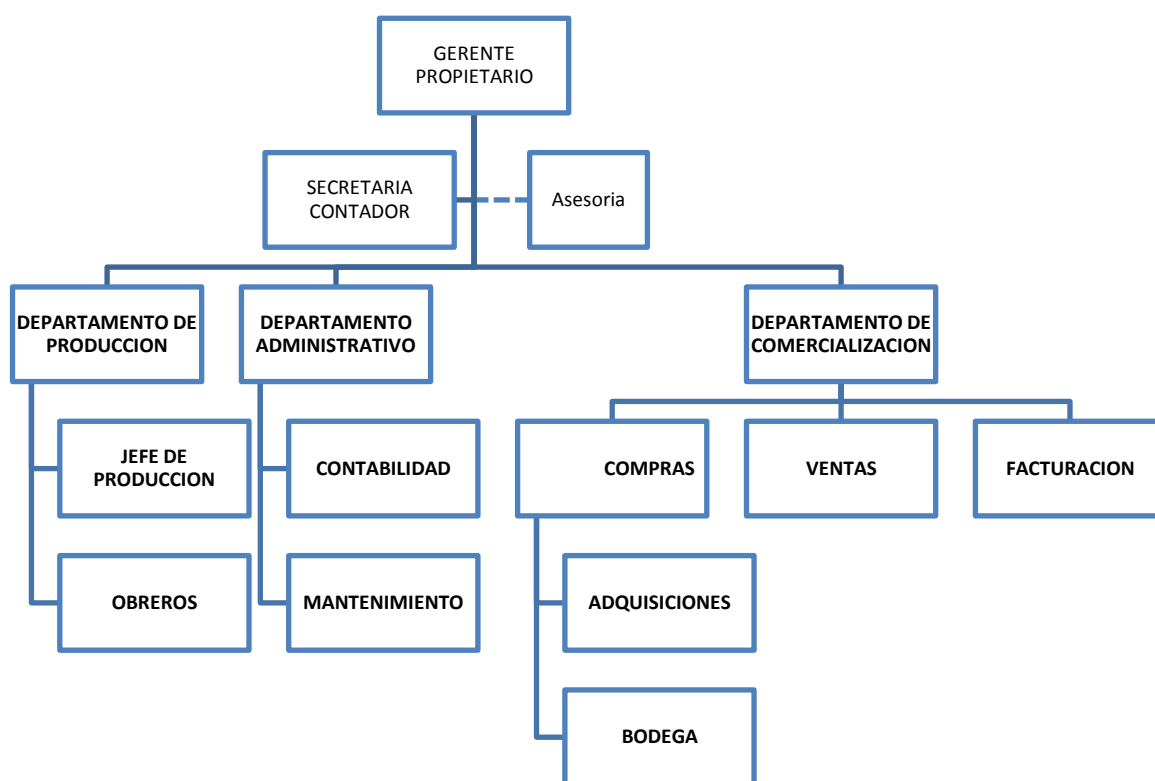 GERENTE
PROPIETARIO
SECRETARIA
CONTADOR
Asesoria
DEPARTAMENTO DE
PRODUCCION
DEPARTAMENTO
ADMINISTRATIVO
DEPARTAMENTO DE
COMERCIALIZACION
JEFE DE
PRODUCCION
CONTABILIDAD
COMPRAS
VENTAS
FACTURACION
OBREROS
MANTENIMIENTO
ADQUISICIONES
BODEGA